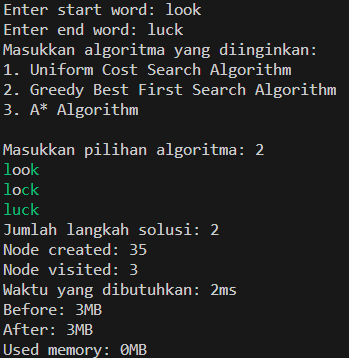 Enter start word: look
Enter end word: luck
Masukkan algoritma yang diinginkan:
1. Uniform Cost Search Algorithm
2. Greedy Best First Search Algorithm
3. A* Algorithm

Masukkan pilihan algoritma: 2
look
lock
luck
Jumlah langkah solusi: 2
Node created: 35
Node visited: 3
Waktu yang dibutuhkan: 2ms
Before: 3MB
After: 3MB
Used memory: 0MB